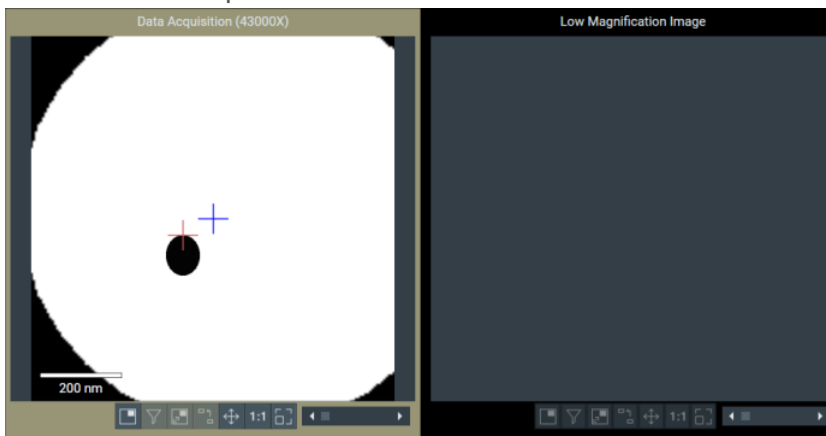 Data Acquisition (43000X)
Low Magnification Image
200 nm
1:1
1:1